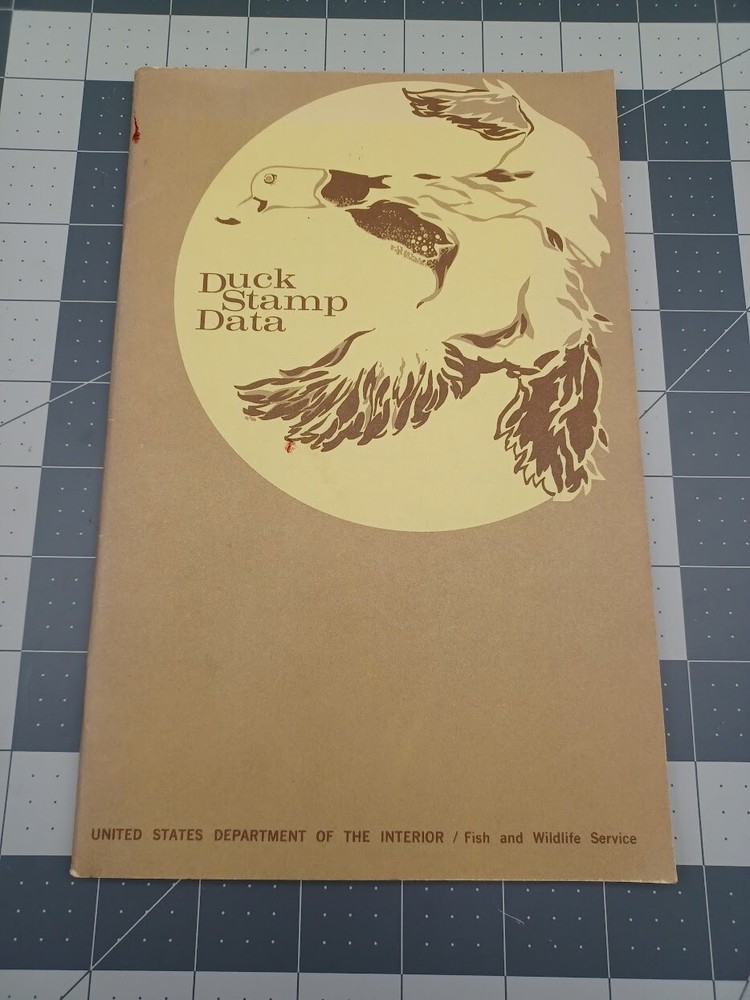 Duck
Stamp
Data
UNITED STATES DEPARTMENT OF THE INTERIOR / Fish and Wildlife Service